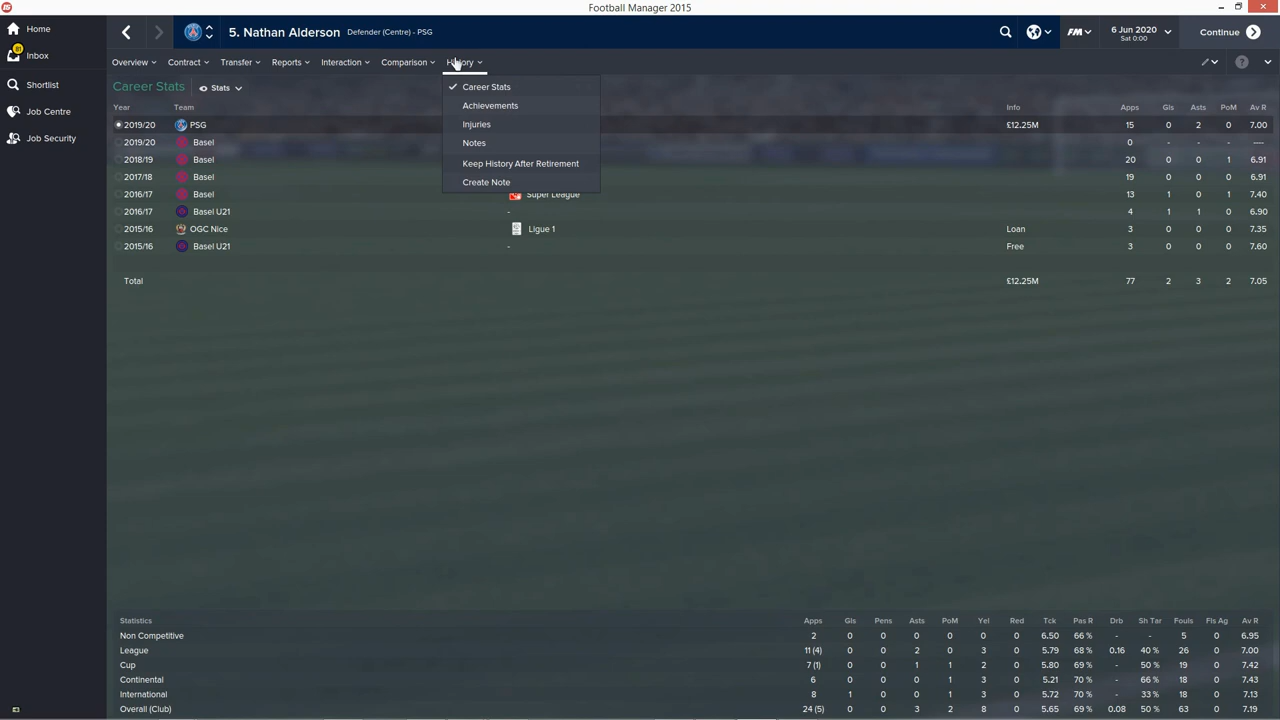 Football Manager 2015
Home
Inbox
81
Shortlist
Job Centre
Job Security
5. Nathan Alderson Defender (Centre) - PSG
FM
6 Jun 2020
Sat 0:00
Continue
Overview Contract Transfer Reports Interaction Comparison History
Career Stats Stats
Career Stats
Achievements
Injuries
Notes
Keep History After Retirement
Create Note
Year Team Info Apps Gls Asts PoM Av R
2019/20 PSG £12.25M 15 0 2 0 7.00
2019/20 Basel 0 - - - ----
2018/19 Basel 20 0 0 1 6.91
2017/18 Basel 19 0 0 0 6.91
2016/17 Basel Super League 13 1 0 1 7.40
2016/17 Basel U21 - 4 1 1 0 6.90
2015/16 OGC Nice Ligue 1 Loan 3 0 0 0 7.35
2015/16 Basel U21 - Free 3 0 0 0 7.60
Total £12.25M 77 2 3 2 7.05
Statistics Apps Gls Pens Asts PoM Yel Red Tck Pas R Drb Sh Tar Fouls Fls Ag Av R
Non Competitive 2 0 0 0 0 0 0 6.50 66 % - - 5 0 6.95
League 11 (4) 0 0 2 0 3 0 5.79 68 % 0.16 40 % 26 0 7.00
Cup 7 (1) 0 0 1 1 2 0 5.80 69 % - 50 % 19 0 7.42
Continental 6 0 0 0 1 3 0 5.21 70 % - 66 % 18 0 7.43
International 8 1 0 0 1 3 0 5.72 70 % - 33 % 18 0 7.13
Overall (Club) 24 (5) 0 0 3 2 8 0 5.65 69 % 0.08 50 % 63 0 7.19